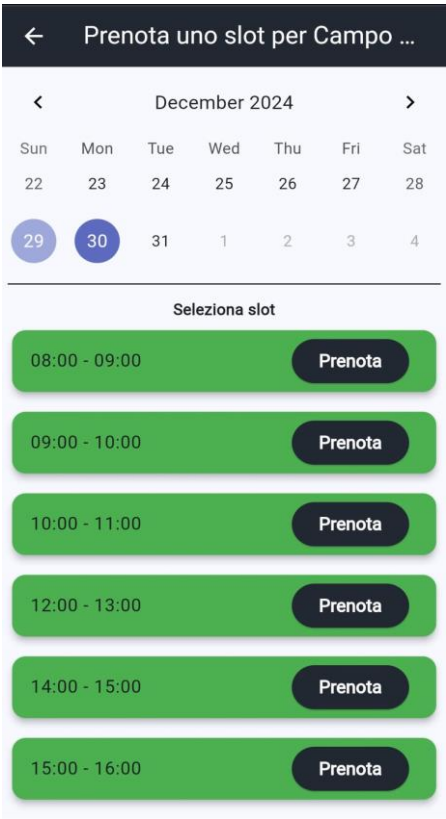 Prenota uno slot per Campo ...
December 2024
Sun Mon Tue Wed Thu Fri Sat
22 23 24 25 26 27 28
29 30 31 1 2 3 4
Seleziona slot
08:00 - 09:00 Prenota
09:00 - 10:00 Prenota
10:00 - 11:00 Prenota
12:00 - 13:00 Prenota
14:00 - 15:00 Prenota
15:00 - 16:00 Prenota